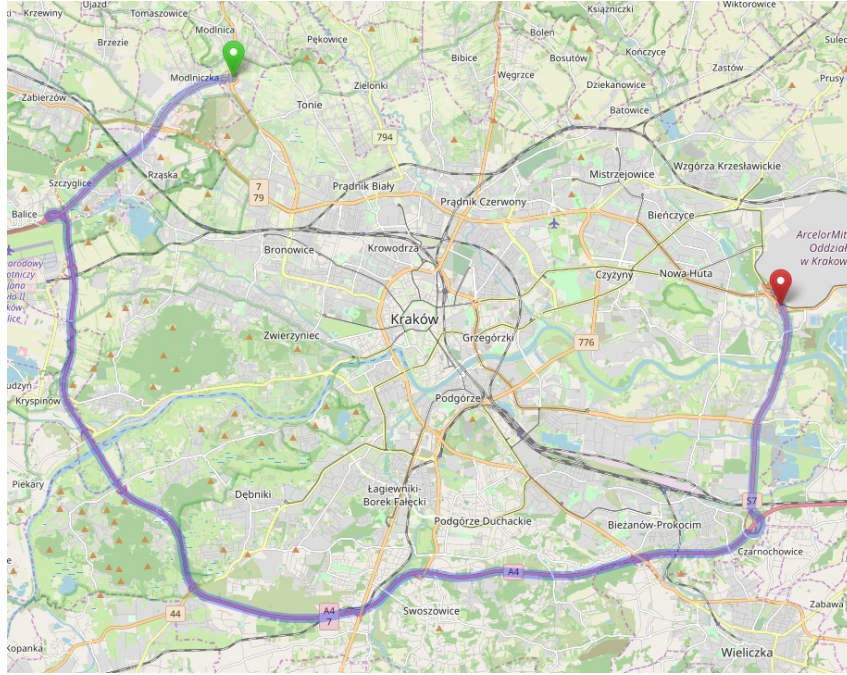 Krzewiny
Ujazd
Tomaszowice
Modlnica
Brzezie
Pękowice
Boleń
Książniczki
Wiktorowice
Kończyce
Sulec
Modlniczka
Zielonki
Bibice
Węgrzce
Bosutów
Dziekanowice
Zastów
Prusy
Zabierzów
Tonie
Batowice
794
Rząska
Szczyglice
7
79
Prądnik Biały
Prądnik Czerwony
Mistrzejowice
Wzgórza Krzesławickie
Balice
Bieńczyce
ArcelorMit
Oddział
w Krakow
Bronowice
Krowodrza
Czyżyny
Nowa Huta
Kraków
Zwierzyniec
Grzegórzki
776
Kryspinów
Podgórze
Piekary
Dębniki
Łagiewniki-
Borek Fałęcki
Podgórze Duchackie
Bieżanów-Prokocim
S7
Czarnochowice
A4
44
A4
7
Swoszowice
Zabawa
Kopanka
Wieliczka